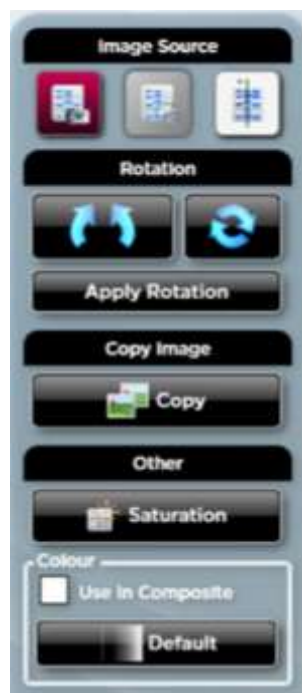 Image Source
Rotation
Apply Rotation
Copy Image
Copy
Other
Saturation
Colour
Use in Composite
Default